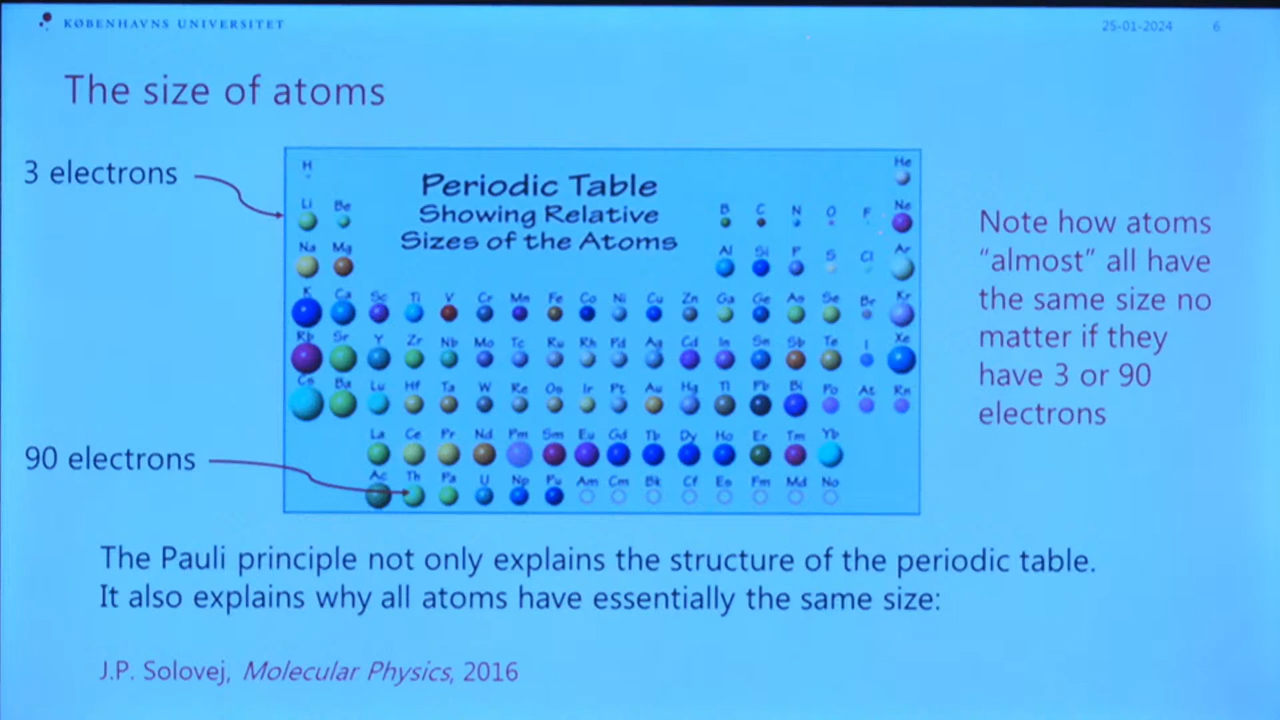 KØBENHAVNS UNIVERSITET
25-01-2024 6
The size of atoms
3 electrons
Periodic Table
Showing Relative
Sizes of the Atoms
H He
Li Be B C N O F Ne
Na Mg Al Si P S Cl Ar
K Ca Sc Ti V Cr Mn Fe Co Ni Cu Zn Ga Ge As Se Br Kr
Rb Sr Y Zr Nb Mo Tc Ru Rh Pd Ag Cd In Sn Sb Te I Xe
Cs Ba Lu Hf Ta W Re Os Ir Pt Au Hg Tl Pb Bi Po At Rn
La Ce Pr Nd Pm Sm Eu Gd Tb Dy Ho Er Tm Yb
Ac Th Pa U Np Pu Am Cm Bk Cf Es Fm Md No
90 electrons
Note how atoms
“almost” all have
the same size no
matter if they
have 3 or 90
electrons
The Pauli principle not only explains the structure of the periodic table.
It also explains why all atoms have essentially the same size:
J.P. Solovej, Molecular Physics, 2016